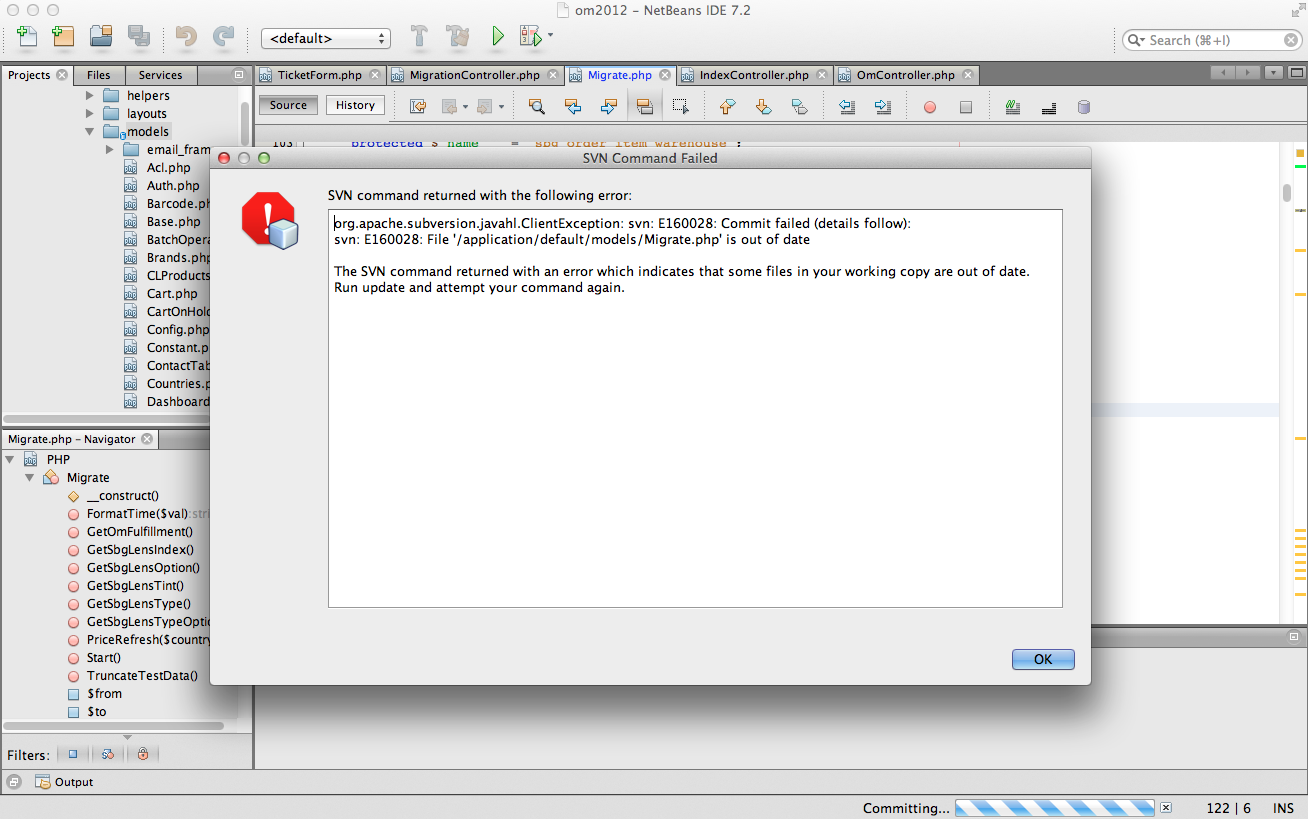 om2012 – NetBeans IDE 7.2
<default>
Search (⌘+I)
Projects
Files
Services
TicketForm.php
MigrationController.php
Migrate.php
IndexController.php
OmController.php
Source
History
helpers
layouts
models
email_fram
Acl.php
Auth.php
Barcode.ph
Base.php
BatchOpera
Brands.php
CLProducts
Cart.php
CartOnHold
Config.php
Constant.p
ContactTab
Countries.p
Dashboard
103
protected $_name = 'sbg_order_item_warehouse';
SVN Command Failed
SVN command returned with the following error:
org.apache.subversion.javahl.ClientException: svn: E160028: Commit failed (details follow):
svn: E160028: File '/application/default/models/Migrate.php' is out of date
The SVN command returned with an error which indicates that some files in your working copy are out of date.
Run update and attempt your command again.
OK
Migrate.php – Navigator
PHP
Migrate
__construct()
FormatTime($val):stri
GetOmFulfillment()
GetSbgLensIndex()
GetSbgLensOption()
GetSbgLensTint()
GetSbgLensType()
GetSbgLensTypeOptio
PriceRefresh($country
Start()
TruncateTestData()
$from
$to
Filters:
Output
Committing...
122 | 6
INS